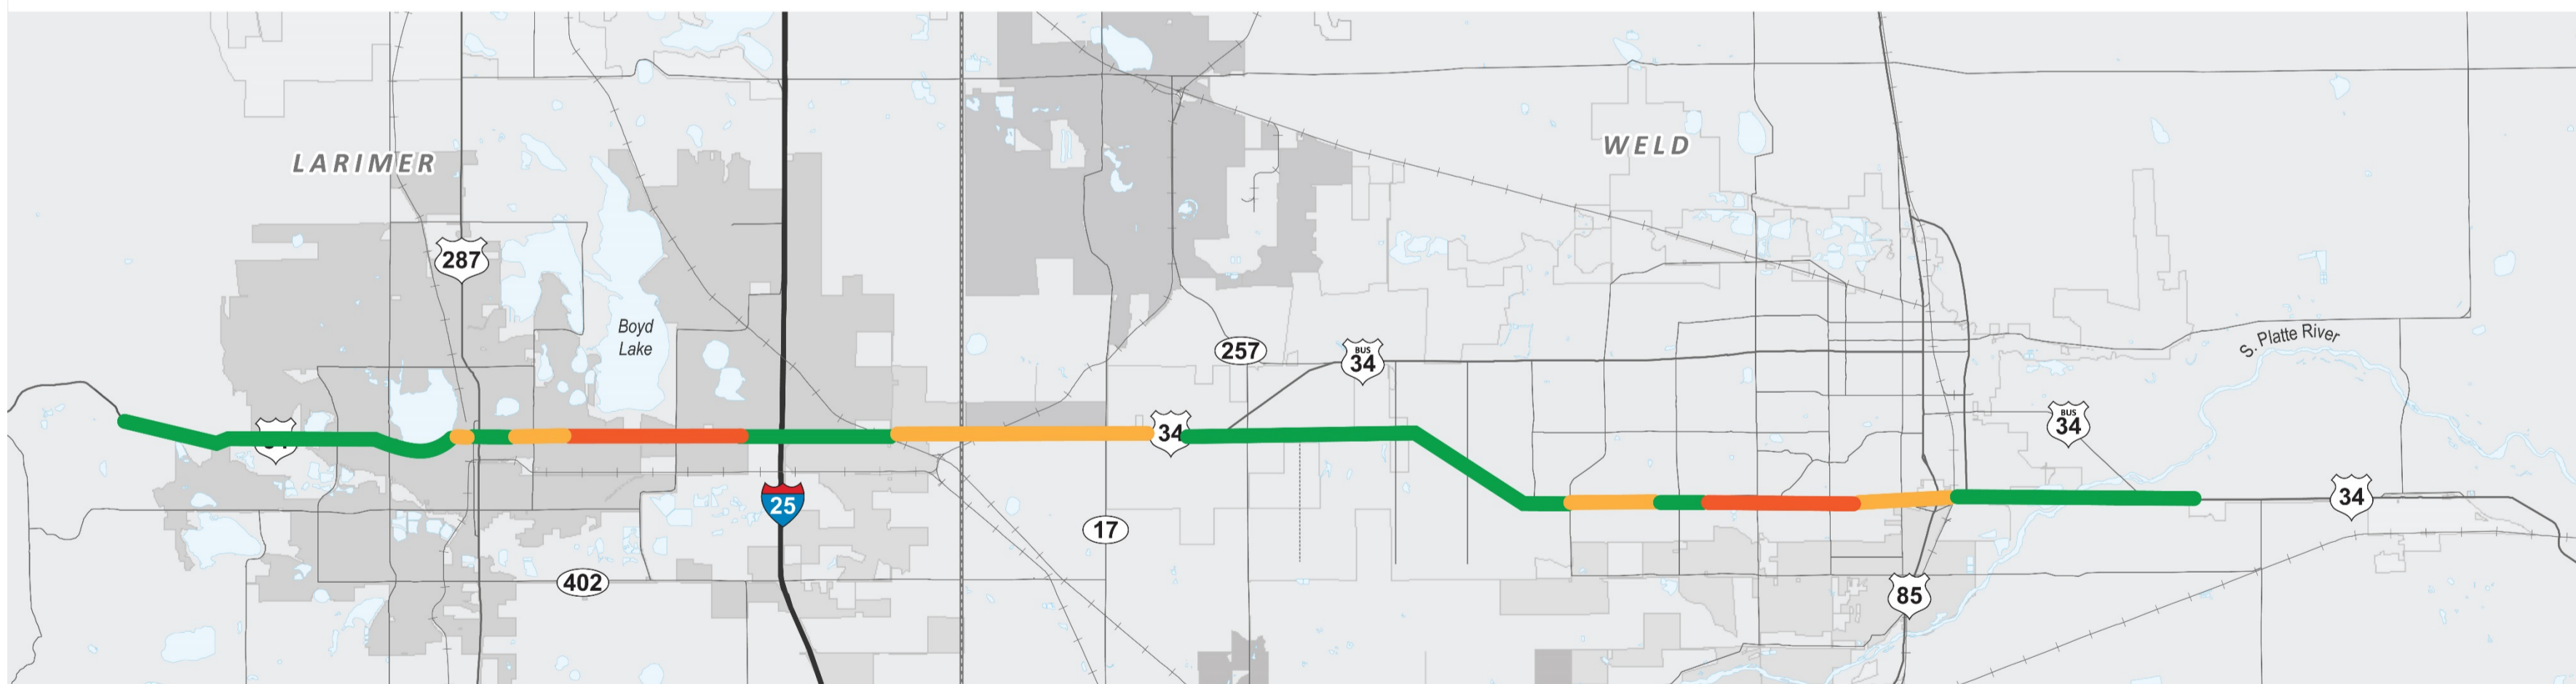 LARIMER
WELD
287
Boyd
Lake
257
BUS
34
S. Platte River
BUS
34
34
34
25
17
402
85